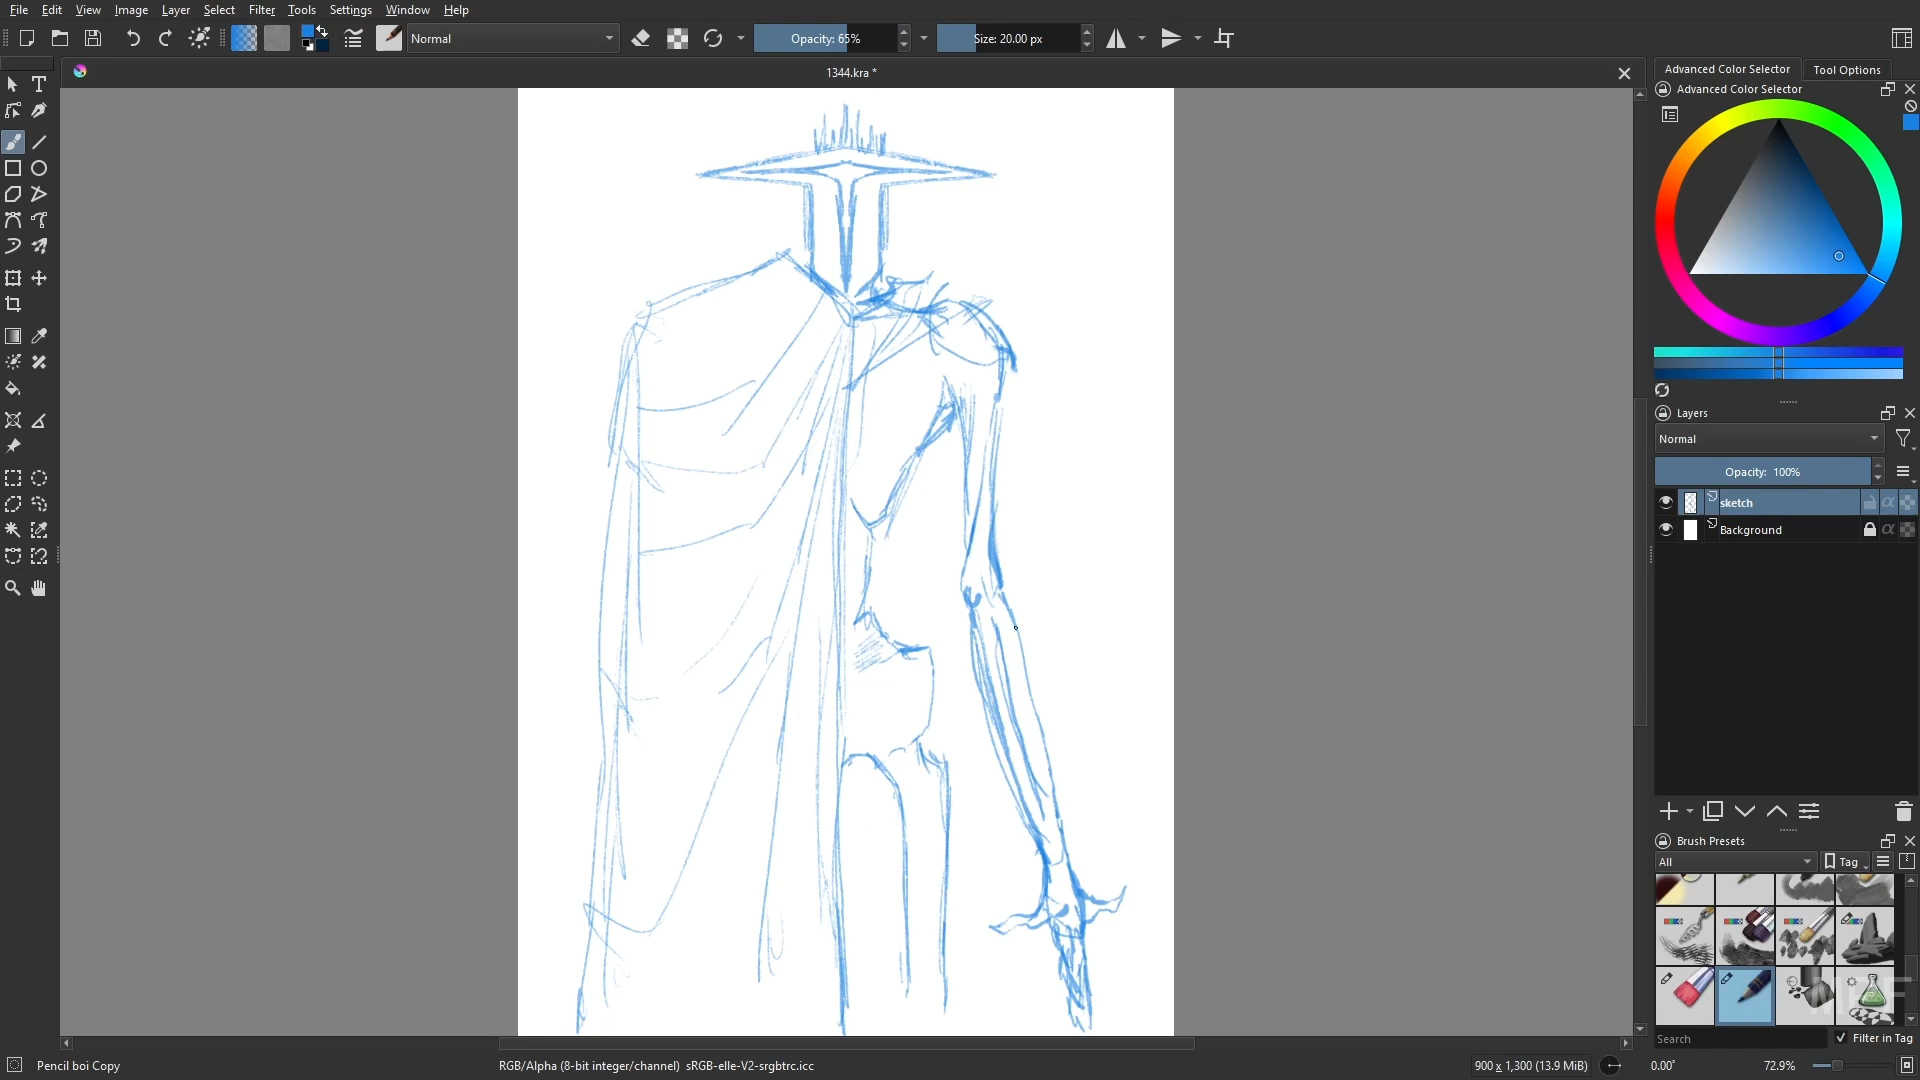 File Edit View Image Layer Select Filter Tools Settings Window Help
Normal
Opacity: 65%
Size: 20.00 px
1344.kra *
Advanced Color Selector
Tool Options
Advanced Color Selector
Layers
Normal
Opacity: 100%
sketch
Background
Brush Presets
All
Tag
Search
Filter in Tag
Pencil boi Copy
RGB/Alpha (8-bit integer/channel) sRGB-elle-V2-srgbtrc.icc
900 x 1,300 (13.9 MiB)
0.00°
72.9%